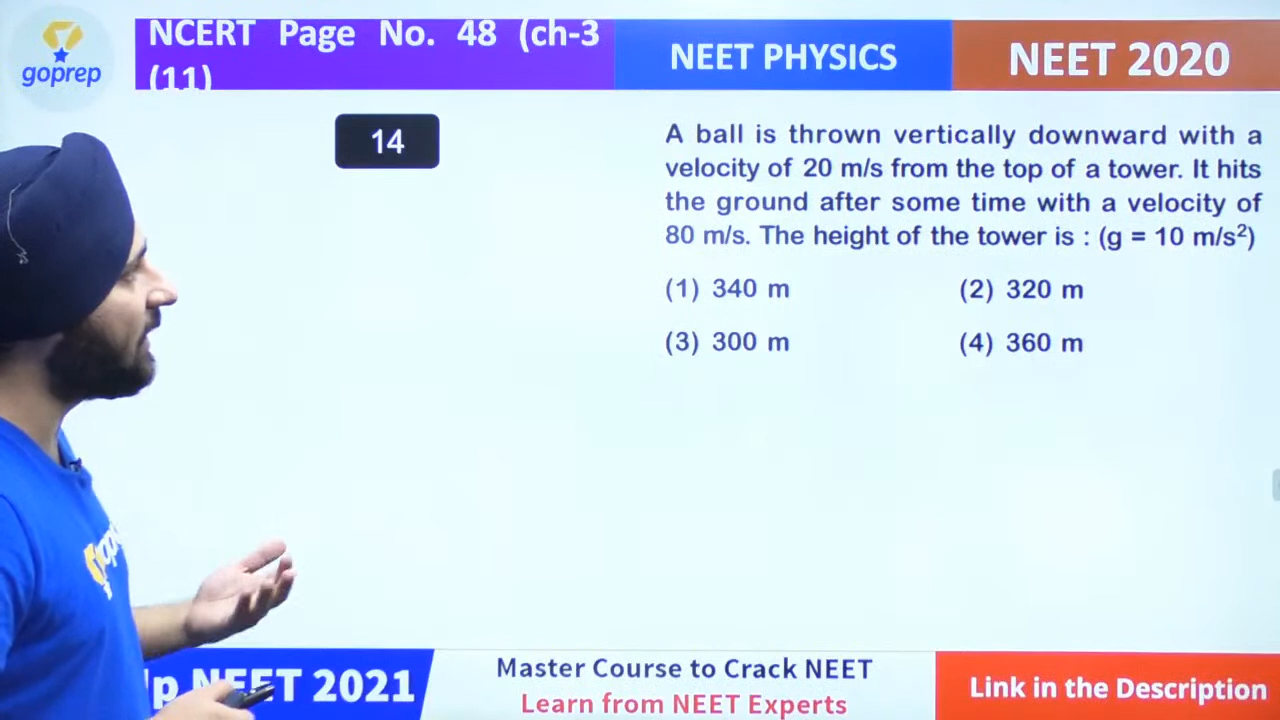 goprep
NCERT Page No. 48 (ch-3
(11)
NEET PHYSICS
NEET 2020
14
A ball is thrown vertically downward with a
velocity of 20 m/s from the top of a tower. It hits
the ground after some time with a velocity of
80 m/s. The height of the tower is : (g = 10 m/s²)
(1) 340 m
(2) 320 m
(3) 300 m
(4) 360 m
NEET 2021
Master Course to Crack NEET
Learn from NEET Experts
Link in the Description